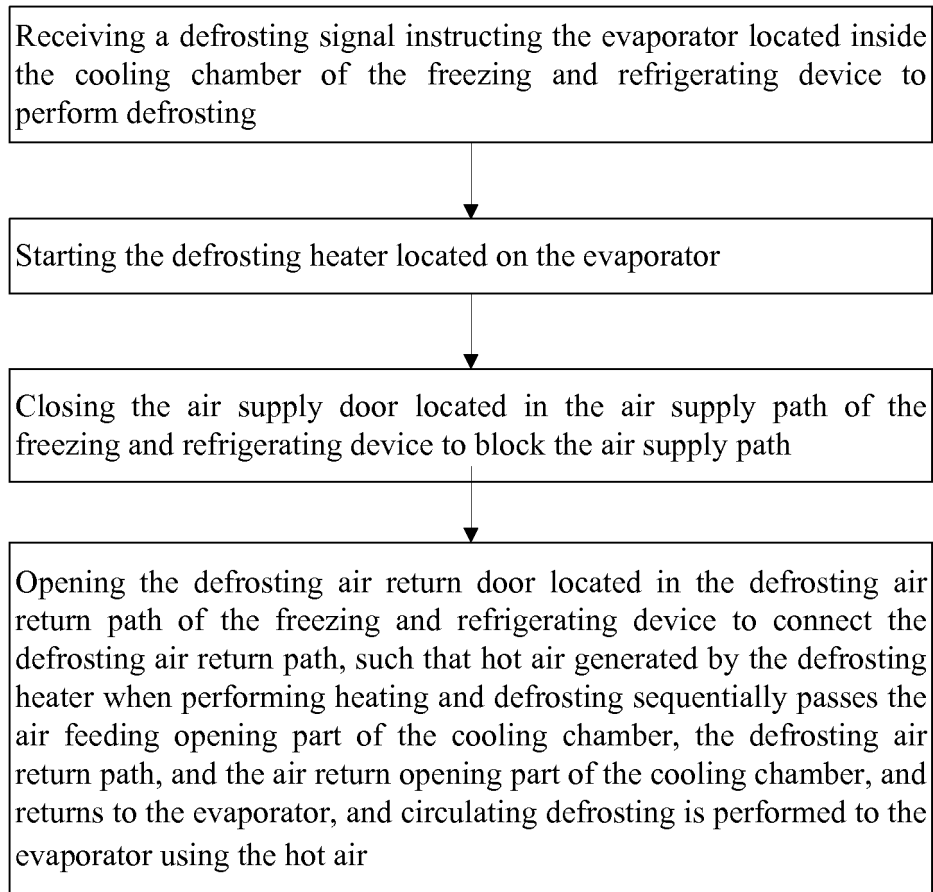 Receiving a defrosting signal instructing the evaporator located inside
the cooling chamber of the freezing and refrigerating device to
perform defrosting
Starting the defrosting heater located on the evaporator
Closing the air supply door located in the air supply path of the
freezing and refrigerating device to block the air supply path
Opening the defrosting air return door located in the defrosting air
return path of the freezing and refrigerating device to connect the
defrosting air return path, such that hot air generated by the defrosting
heater when performing heating and defrosting sequentially passes the
air feeding opening part of the cooling chamber, the defrosting air
return path, and the air return opening part of the cooling chamber, and
returns to the evaporator, and circulating defrosting is performed to the
evaporator using the hot air